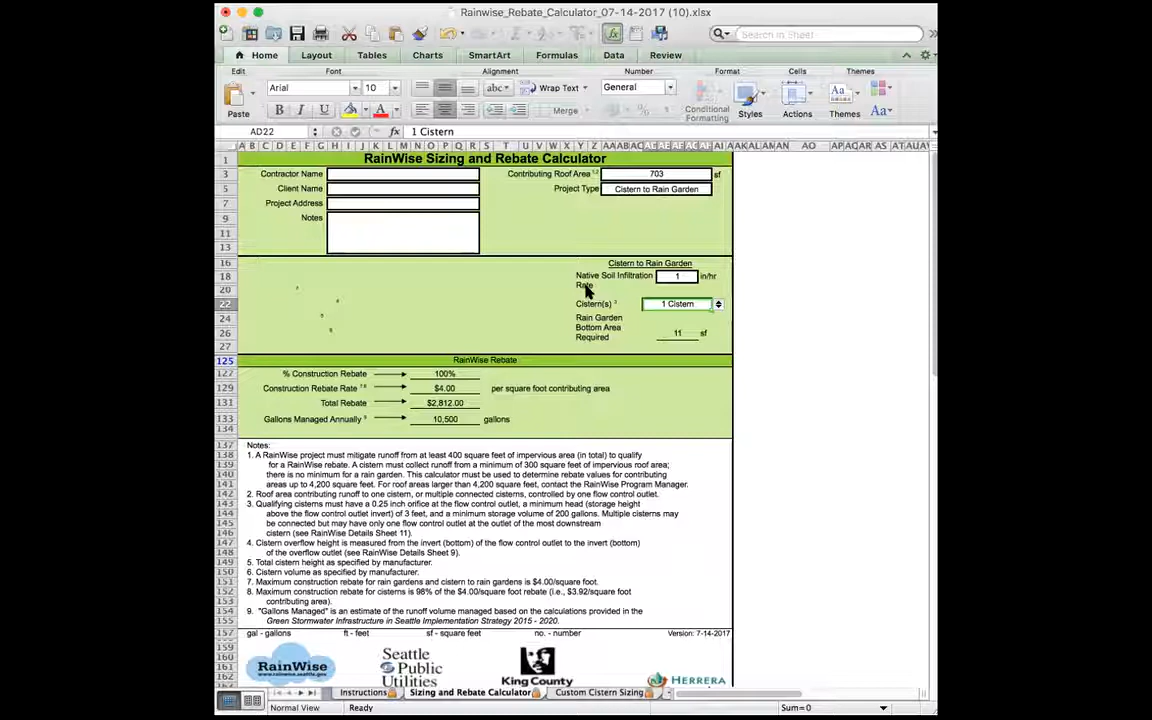 Rainwise_Rebate_Calculator_07-14-2017 (10).xlsx
Search in Sheet
Home Layout Tables Charts SmartArt Formulas Data Review
Edit Font Alignment Number Format Cells Themes
Arial 10 abc Wrap Text General
Paste B I U A Merge % Conditional Formatting Styles Actions Themes Aa
AD22 fx 1 Cistern
RainWise Sizing and Rebate Calculator
Contractor Name Contributing Roof Area 1,2 703 sf
Client Name Project Type Cistern to Rain Garden
Project Address
Notes
Cistern to Rain Garden
Native Soil Infiltration Rate 1 in/hr
Cistern(s) 3 1 Cistern
Rain Garden Bottom Area Required 11 sf
RainWise Rebate
% Construction Rebate 100%
Construction Rebate Rate 7,8 $4.00 per square foot contributing area
Total Rebate $2,812.00
Gallons Managed Annually 9 10,500 gallons
Notes:
1. A RainWise project must mitigate runoff from at least 400 square feet of impervious area (in total) to qualify
for a RainWise rebate. A cistern must collect runoff from a minimum of 300 square feet of impervious roof area;
there is no minimum for a rain garden. This calculator must be used to determine rebate values for contributing
areas up to 4,200 square feet. For roof areas larger than 4,200 square feet, contact the RainWise Program Manager.
2. Roof area contributing runoff to one cistern, or multiple connected cisterns, controlled by one flow control outlet.
3. Qualifying cisterns must have a 0.25 inch orifice at the flow control outlet, a minimum head (storage height
above the flow control outlet invert) of 3 feet, and a minimum storage volume of 200 gallons. Multiple cisterns may
be connected but may have only one flow control outlet at the outlet of the most downstream
cistern (see RainWise Details Sheet 11).
4. Cistern overflow height is measured from the invert (bottom) of the flow control outlet to the invert (bottom)
of the overflow outlet (see RainWise Details Sheet 9).
5. Total cistern height as specified by manufacturer.
6. Cistern volume as specified by manufacturer.
7. Maximum construction rebate for rain gardens and cistern to rain gardens is $4.00/square foot.
8. Maximum construction rebate for cisterns is 98% of the $4.00/square foot rebate (i.e., $3.92/square foot
contributing area).
9. "Gallons Managed" is an estimate of the runoff volume managed based on the calculations provided in the
Green Stormwater Infrastructure in Seattle Implementation Strategy 2015 - 2020.
gal - gallons ft - feet sf - square feet no. - number Version: 7-14-2017
RainWise
www.rainwise.seattle.gov
Seattle
Public
Utilities
King County
HERRERA
Instructions Sizing and Rebate Calculator Custom Cistern Sizing
Normal View Ready Sum=0